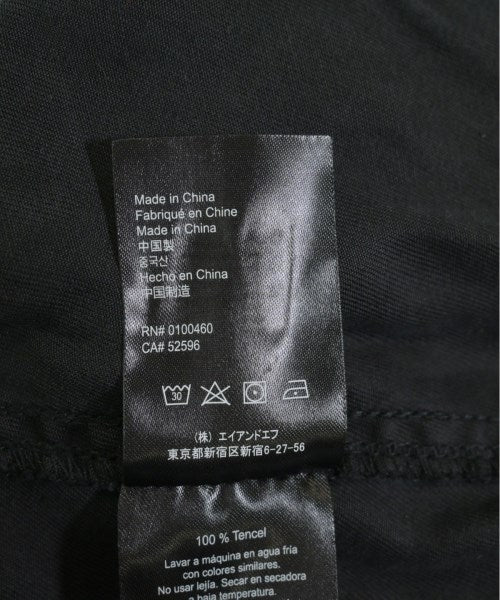 Made in China
Fabriqué en Chine
Made in China
中国製
중국산
Hecho en China
中国制造
RN# 0100460
CA# 52596
30
(株) エイアンドエフ
東京都新宿区新宿6-27-56
100 % Tencel
Lavar a máquina en agua fría
con colores similares.
No usar lejía. Secar en secadora
a baja temperatura.